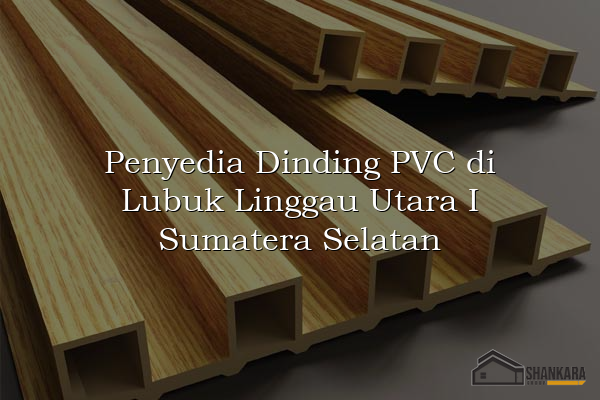 Penyedia Dinding PVC di
Lubuk Linggau Utara I
Sumatera Selatan
SHANKARA